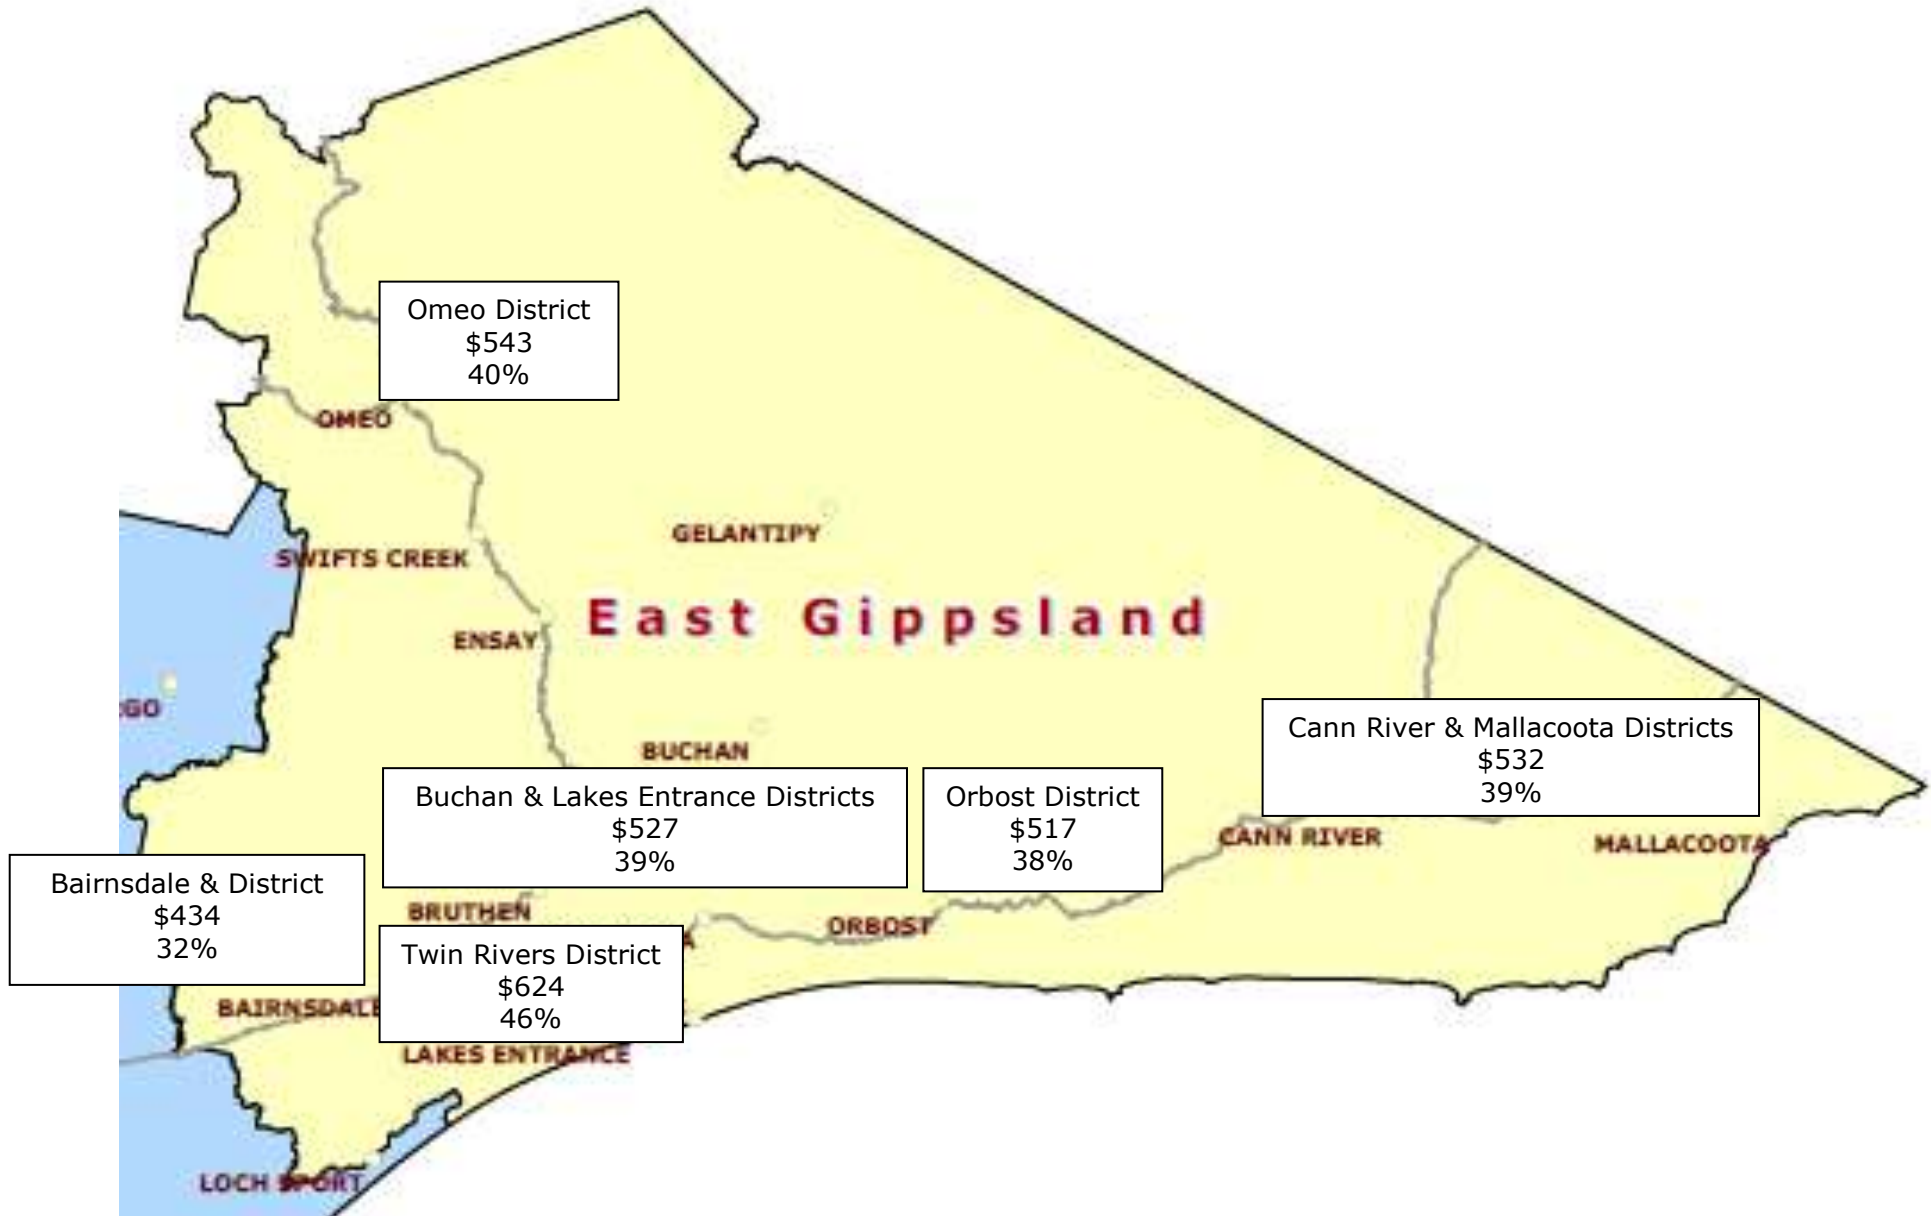 Omeo District
$543
40%
OMEO
GELANTIPY
SWIFTS CREEK
East Gippsland
ENSAY
GO
BUCHAN
Cann River & Mallacoota Districts
$532
39%
Buchan & Lakes Entrance Districts
$527
39%
Orbost District
$517
38%
CANN RIVER
MALLACOOTA
Bairnsdale & District
$434
32%
BRUTHEN
A
ORBOST
Twin Rivers District
$624
46%
BAIRNSDALE
LAKES ENTRANCE
LOCH SPORT